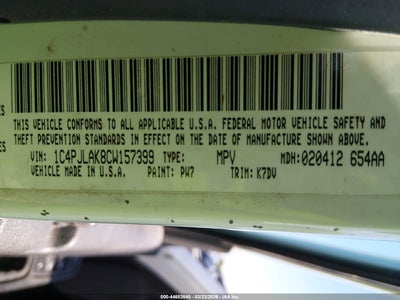 THIS VEHICLE CONFORMS TO ALL APPLICABLE U.S.A. FEDERAL MOTOR VEHICLE SAFETY AND
THEFT PREVENTION STANDARDS IN EFFECT ON THE DATE OF MANUFACTURE SHOWN ABOVE.
VIN: 1C4PJLAK8CW157399 TYPE: MPV MDH: 020412 654AA
VEHICLE MADE IN U.S.A. PAINT: PW7 TRIM: K7DV
000-44692640 - 03/23/2026 - IAA Inc.